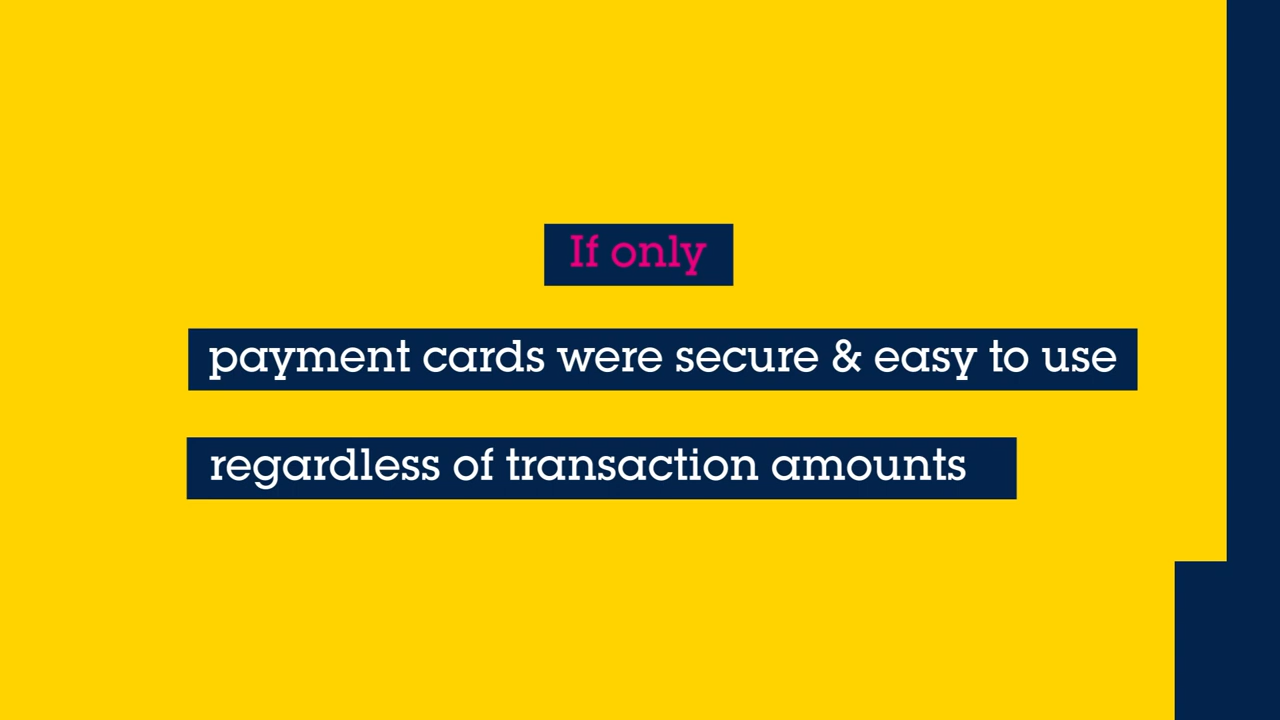 If only
payment cards were secure & easy to use
regardless of transaction amounts